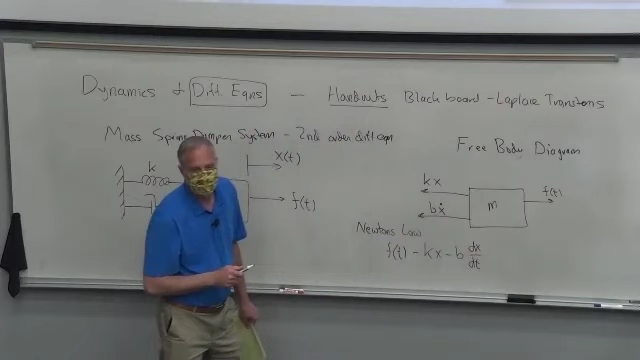 Dynamics & Diff Eqns — Handouts Blackboard - Laplace Transforms
Mass Spring Damper System - 2nd order diff eqn
Free Body Diagram
k
x(t)
f(t)
kx
bẋ
m
f(t)
Newtons Law
f(t) - kx - b dx/dt